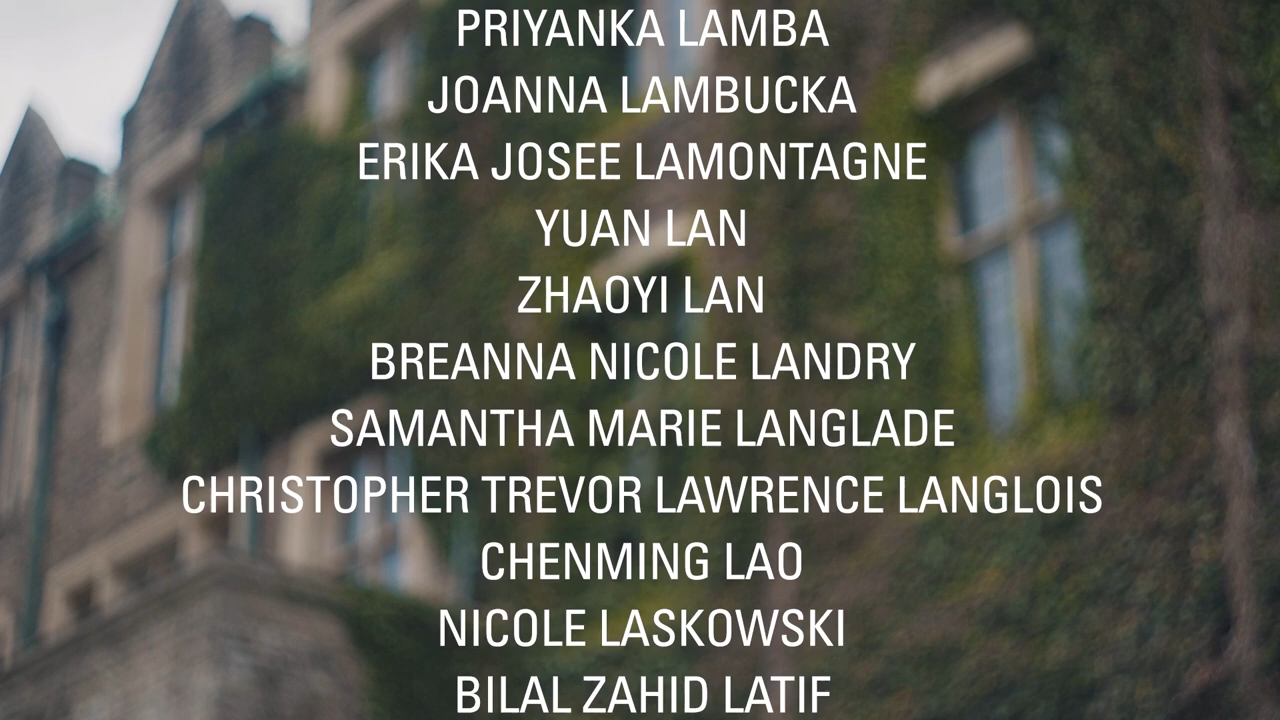 PRIYANKA LAMBA
JOANNA LAMBUCKA
ERIKA JOSEE LAMONTAGNE
YUAN LAN
ZHAOYI LAN
BREANNA NICOLE LANDRY
SAMANTHA MARIE LANGLADE
CHRISTOPHER TREVOR LAWRENCE LANGLOIS
CHENMING LAO
NICOLE LASKOWSKI
BILAL ZAHID LATIF